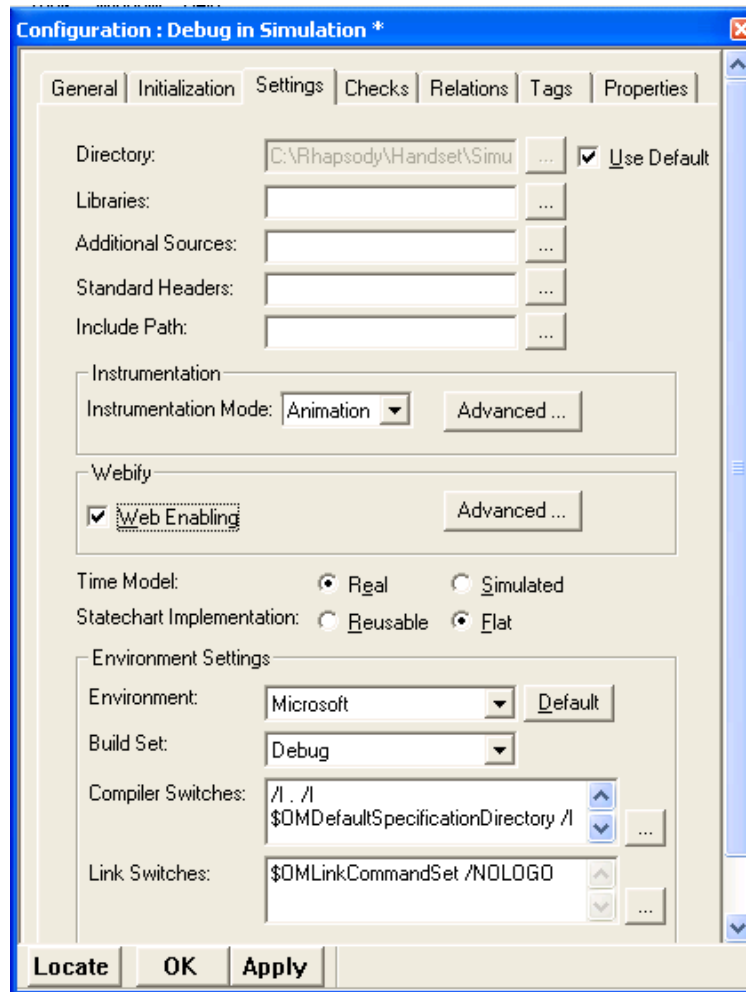 Configuration : Debug in Simulation *
General Initialization Settings Checks Relations Tags Properties
Directory: C:\Rhapsody\Handset\Simu ... Use Default
Libraries: ...
Additional Sources: ...
Standard Headers: ...
Include Path: ...
Instrumentation
Instrumentation Mode: Animation Advanced ...
Webify
Web Enabling Advanced ...
Time Model: Real Simulated
Statechart Implementation: Reusable Flat
Environment Settings
Environment: Microsoft Default
Build Set: Debug
Compiler Switches: /I . /I
$OMDefaultSpecificationDirectory /I
...
Link Switches: $OMLinkCommandSet /NOLOGO
...
Locate OK Apply